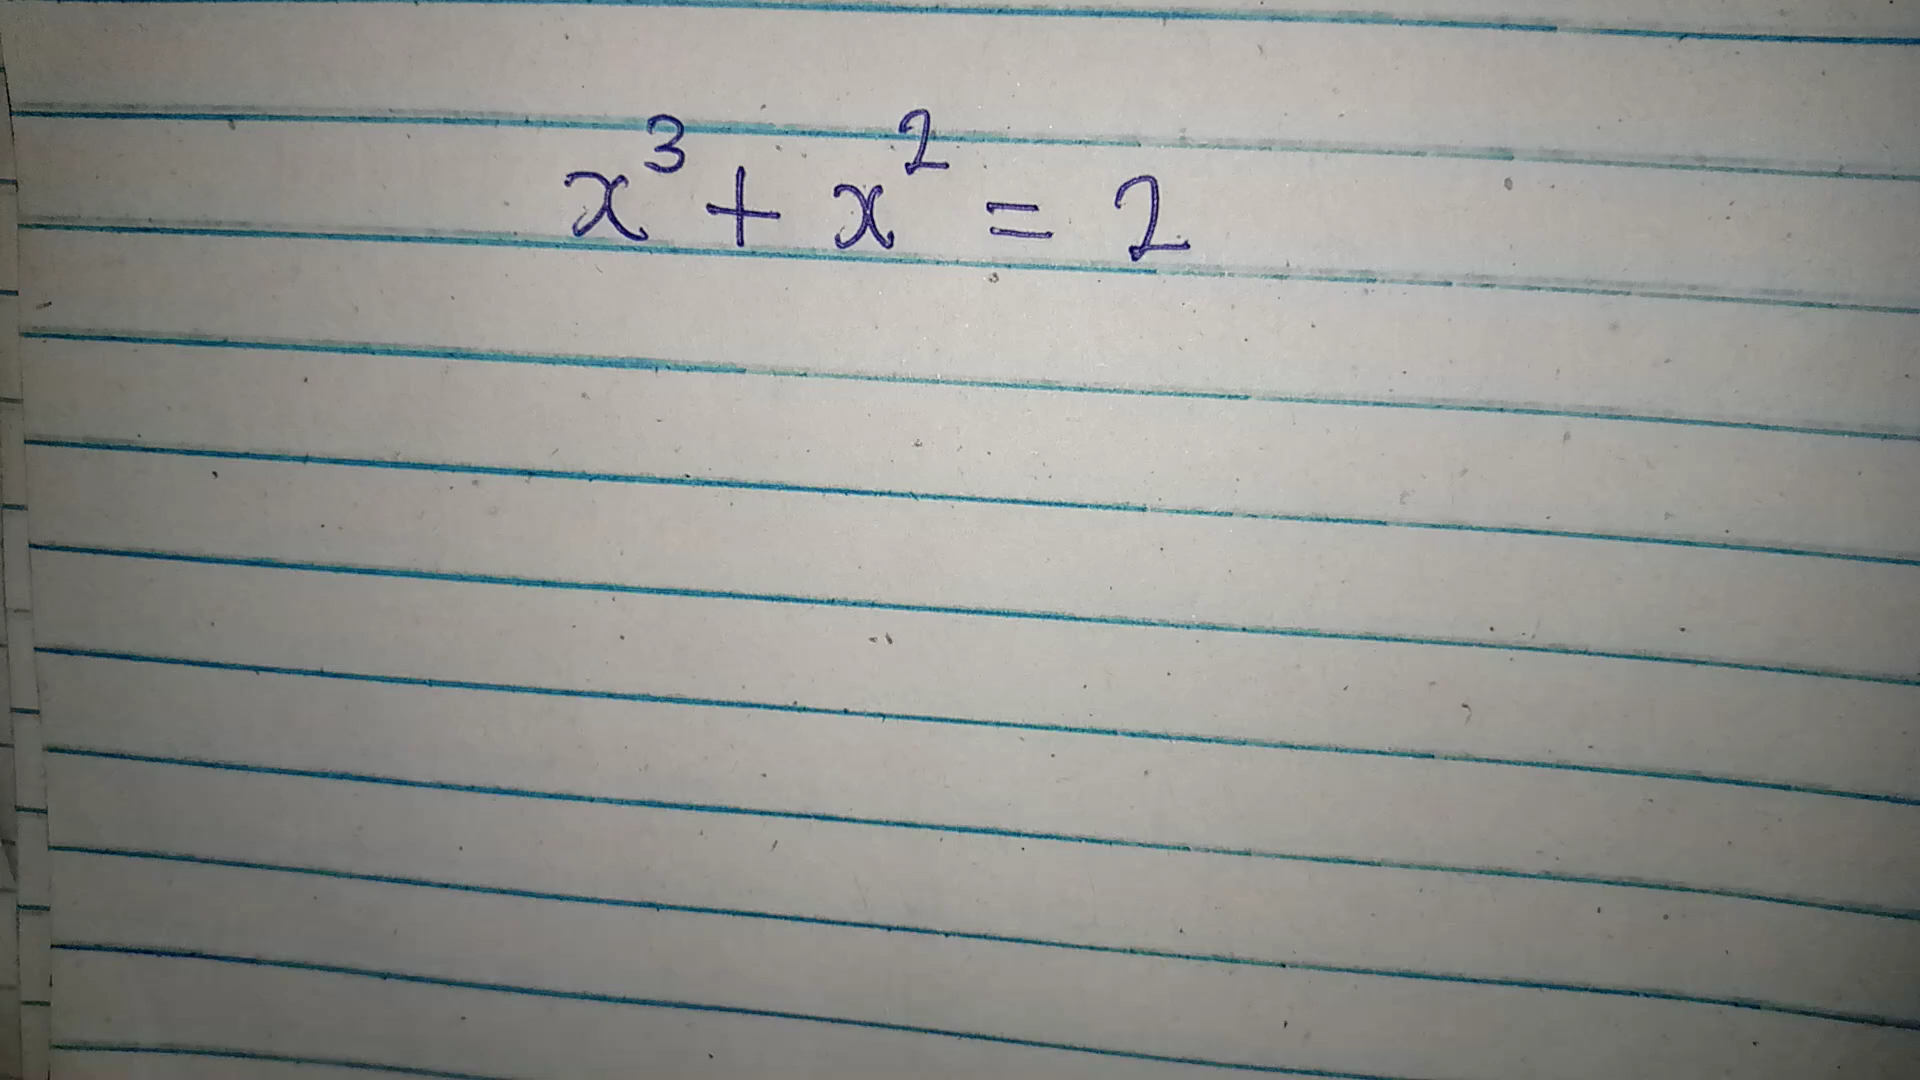 x³ + x² = 2